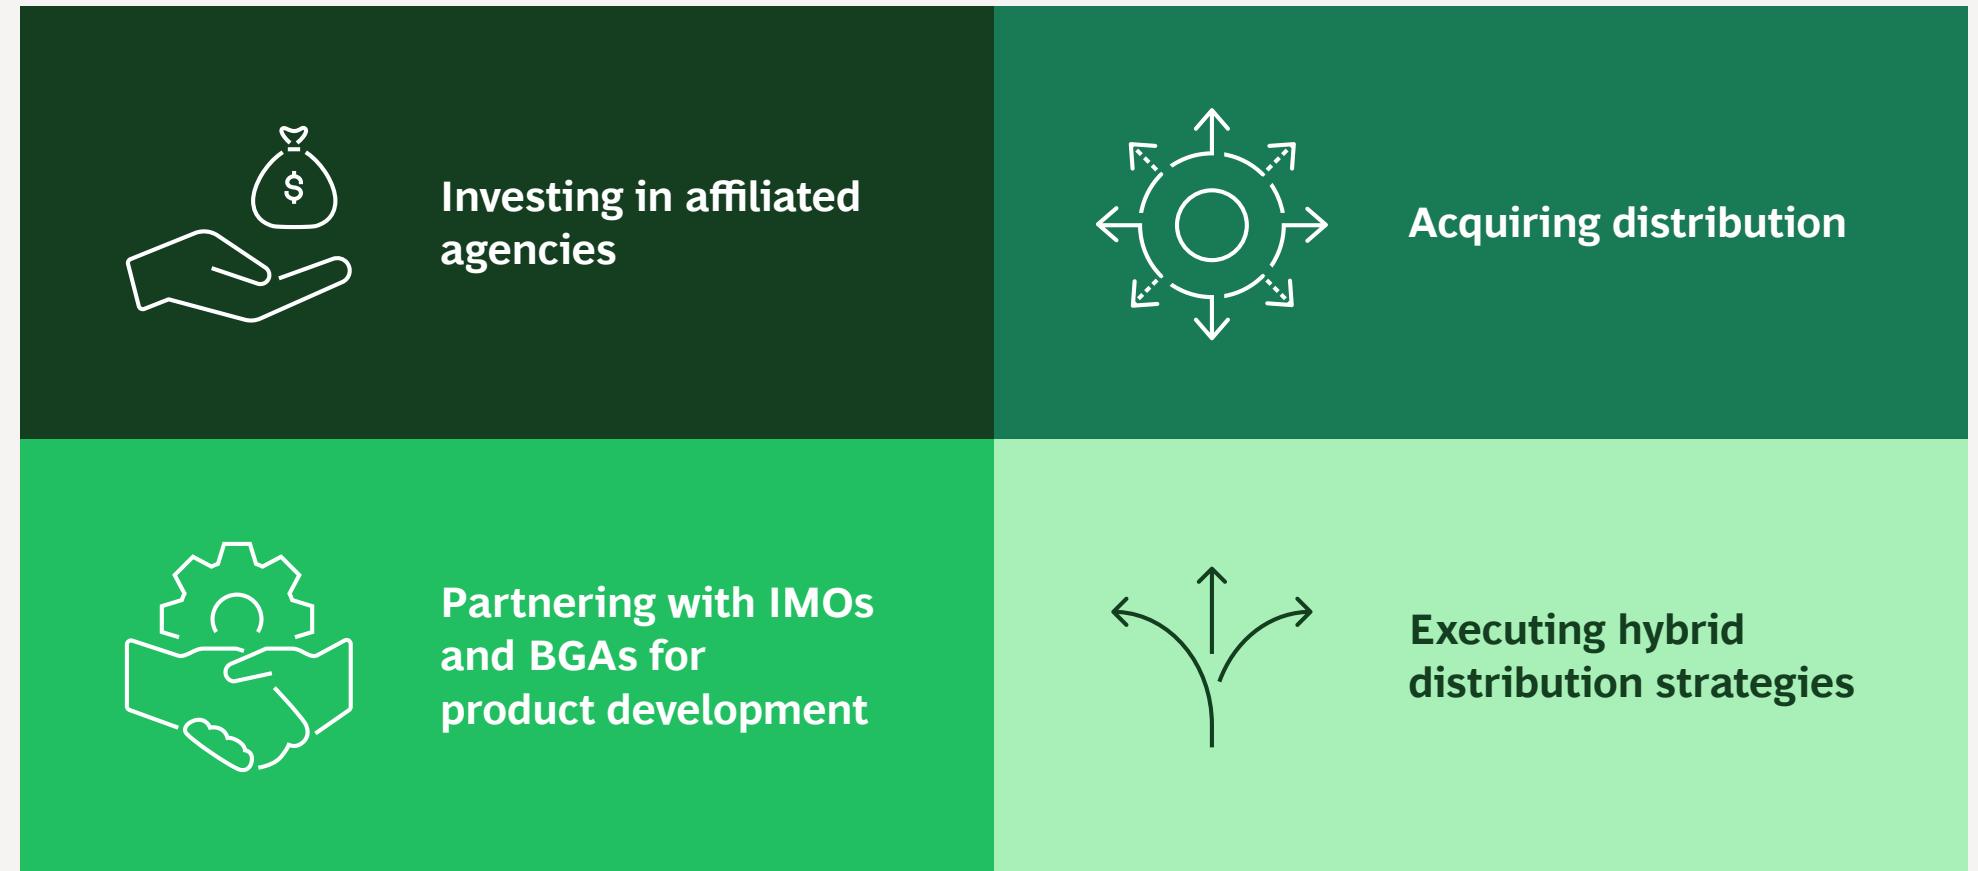 $
Investing in affiliated
agencies
Acquiring distribution
Partnering with IMOs
and BGAs for
product development
Executing hybrid
distribution strategies